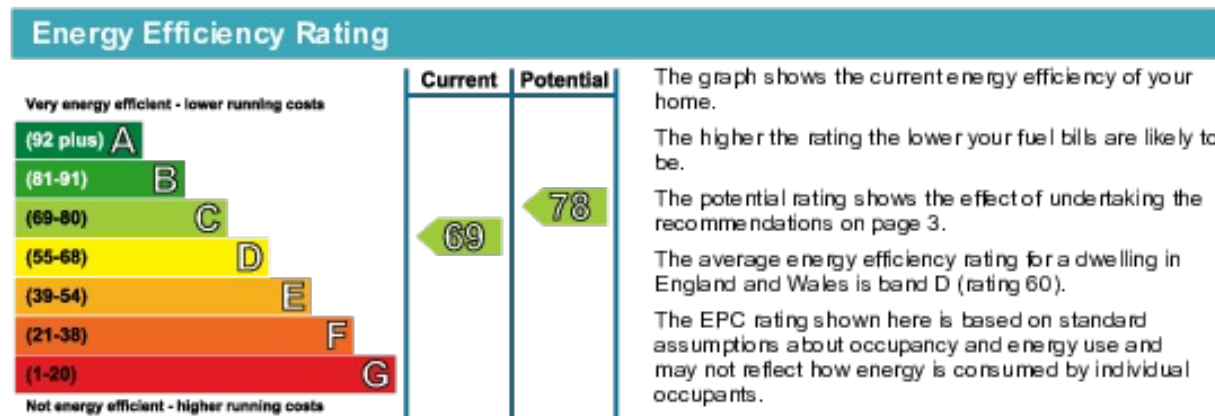 Energy Efficiency Rating
Current Potential
Very energy efficient - lower running costs
(92 plus) A
(81-91) B
(69-80) C
(55-68) D
(39-54) E
(21-38) F
(1-20) G
Not energy efficient - higher running costs
69
78
The graph shows the current energy efficiency of your
home.
The higher the rating the lower your fuel bills are likely to
be.
The potential rating shows the effect of undertaking the
recommendations on page 3.
The average energy efficiency rating for a dwelling in
England and Wales is band D (rating 60).
The EPC rating shown here is based on standard
assumptions about occupancy and energy use and
may not reflect how energy is consumed by individual
occupants.